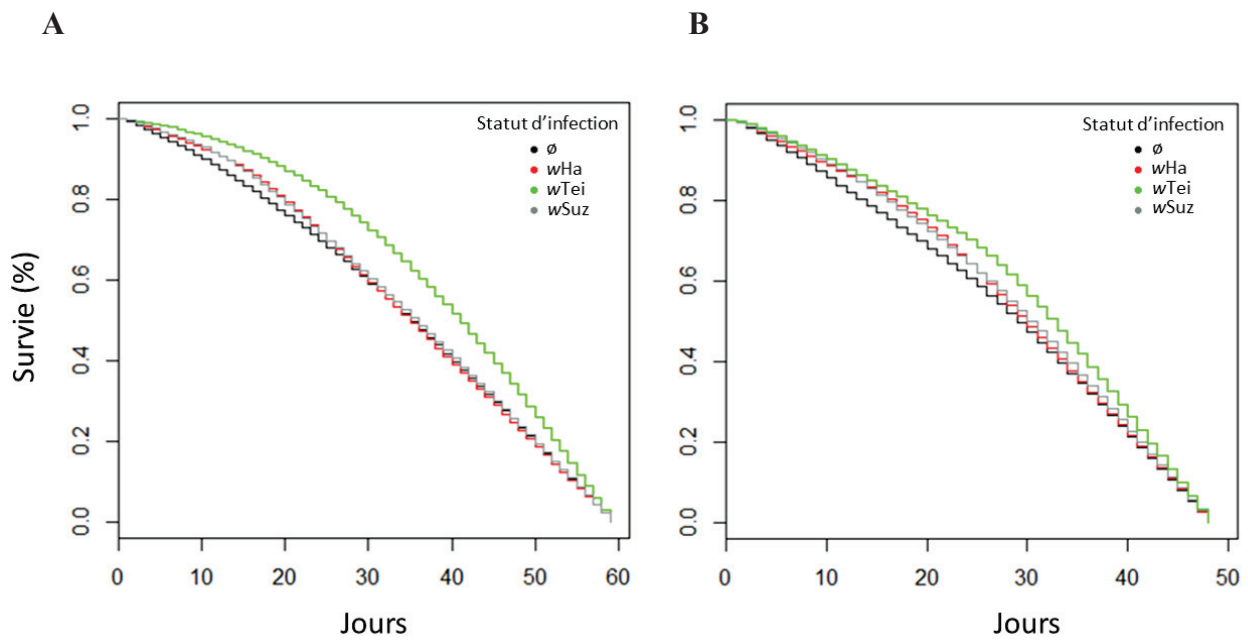 A
B
Survie (%)
1.0
0.8
0.6
0.4
0.2
0.0
Statut d'infection
ø
wHa
wTei
wSuz
0 10 20 30 40 50 60
Jours
1.0
0.8
0.6
0.4
0.2
0.0
Statut d'infection
ø
wHa
wTei
wSuz
0 10 20 30 40 50
Jours